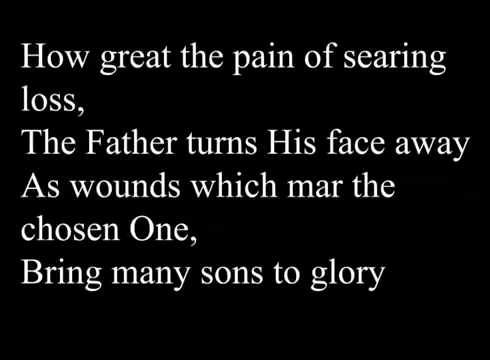 How great the pain of searing
loss,
The Father turns His face away
As wounds which mar the
chosen One,
Bring many sons to glory